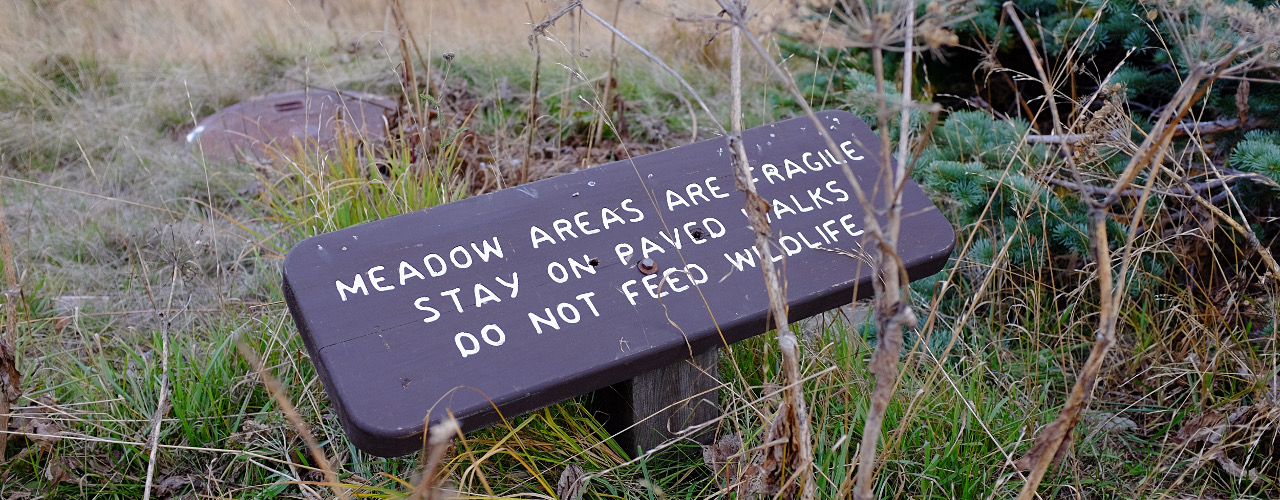 MEADOW AREAS ARE FRAGILE
STAY ON PAVED WALKS
DO NOT FEED WILDLIFE